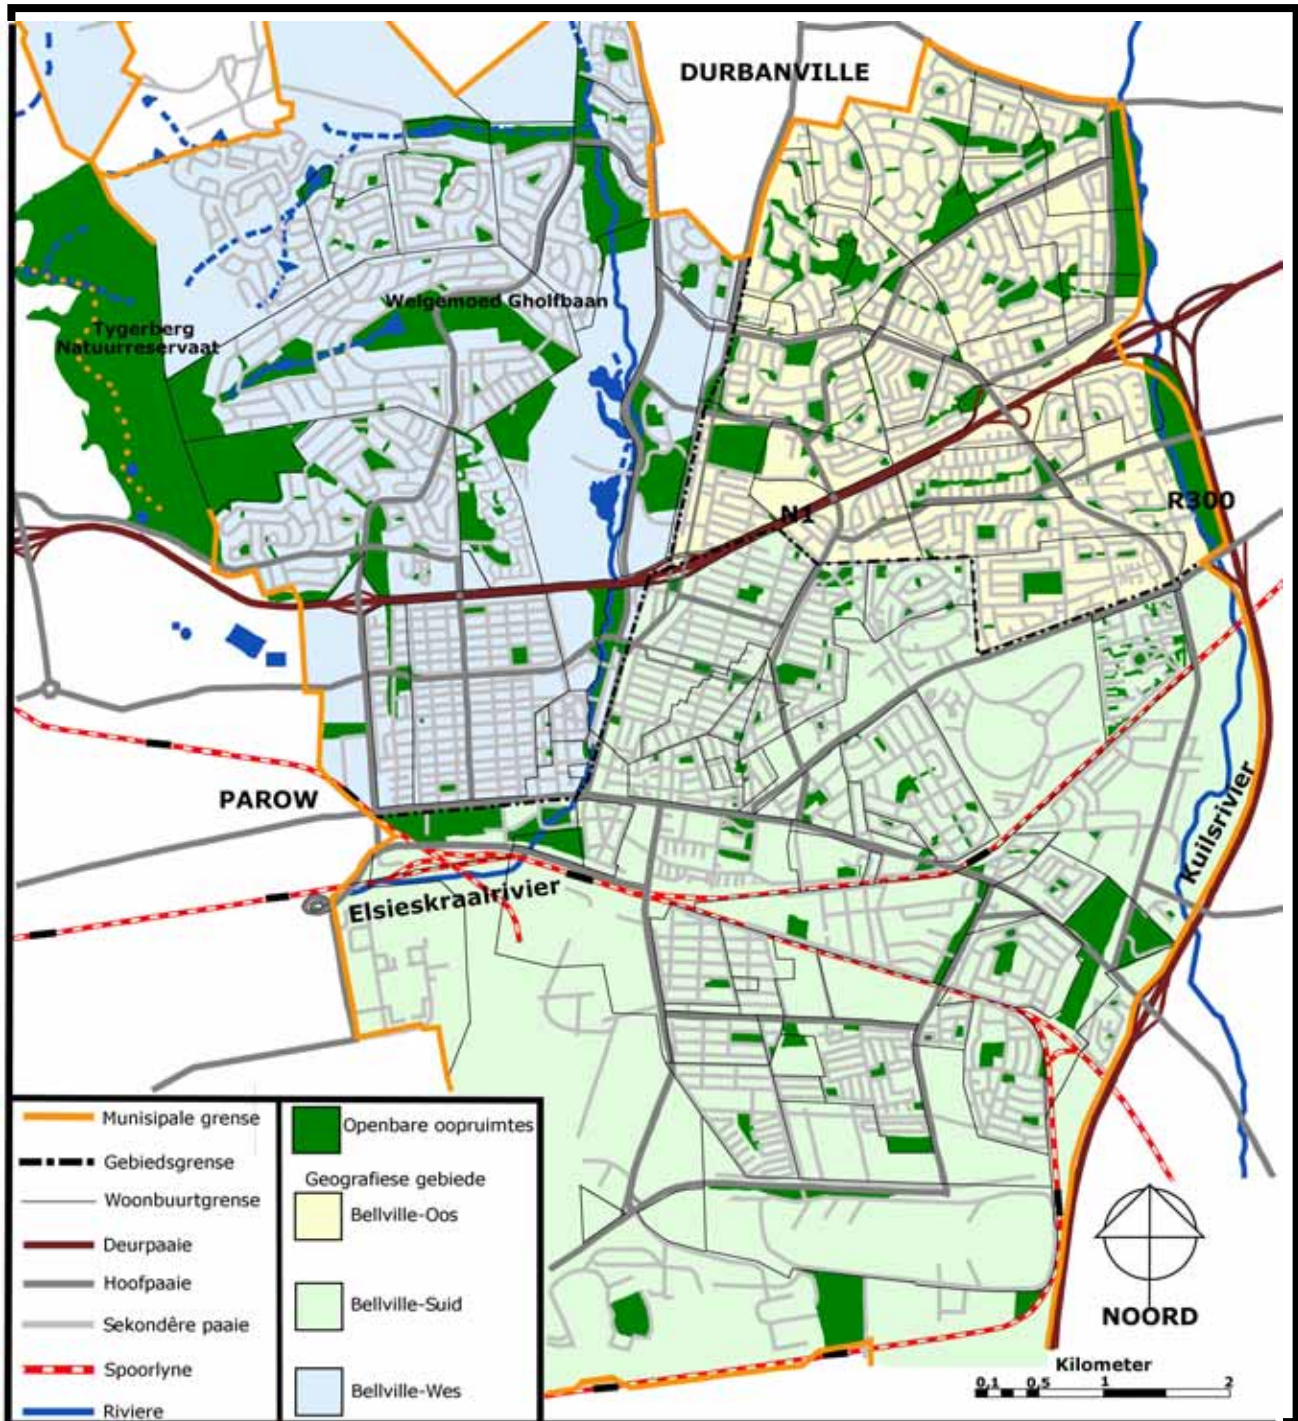 DURBANVILLE
Welgemoed Gholfbaan
Tygerberg
Natuurreservaat
N1
R300
PAROW
Kuilsrivier
Elsieskraalrivier
Munisipale grense
Gebiedsgrense
Woonbuurtgrense
Deurpaaie
Hoofpaaie
Sekondêre paaie
Spoorlyne
Riviere
Openbare oopruimtes
Geografiese gebiede
Bellville-Oos
Bellville-Suid
Bellville-Wes
NOORD
Kilometer
0,1 0,5 1 2